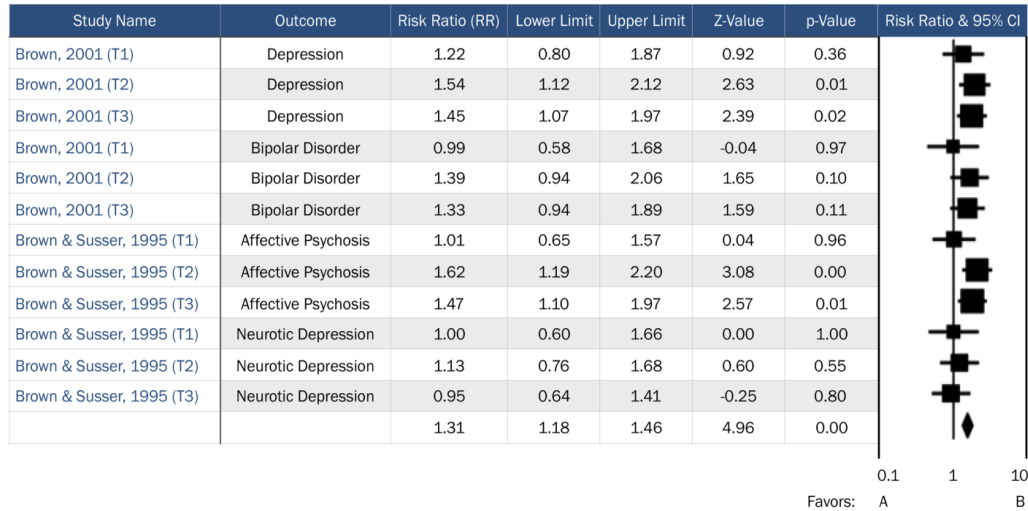 Study Name Outcome Risk Ratio (RR) Lower Limit Upper Limit Z-Value p-Value Risk Ratio & 95% CI
Brown, 2001 (T1) Depression 1.22 0.80 1.87 0.92 0.36
Brown, 2001 (T2) Depression 1.54 1.12 2.12 2.63 0.01
Brown, 2001 (T3) Depression 1.45 1.07 1.97 2.39 0.02
Brown, 2001 (T1) Bipolar Disorder 0.99 0.58 1.68 -0.04 0.97
Brown, 2001 (T2) Bipolar Disorder 1.39 0.94 2.06 1.65 0.10
Brown, 2001 (T3) Bipolar Disorder 1.33 0.94 1.89 1.59 0.11
Brown & Susser, 1995 (T1) Affective Psychosis 1.01 0.65 1.57 0.04 0.96
Brown & Susser, 1995 (T2) Affective Psychosis 1.62 1.19 2.20 3.08 0.00
Brown & Susser, 1995 (T3) Affective Psychosis 1.47 1.10 1.97 2.57 0.01
Brown & Susser, 1995 (T1) Neurotic Depression 1.00 0.60 1.66 0.00 1.00
Brown & Susser, 1995 (T2) Neurotic Depression 1.13 0.76 1.68 0.60 0.55
Brown & Susser, 1995 (T3) Neurotic Depression 0.95 0.64 1.41 -0.25 0.80
1.31 1.18 1.46 4.96 0.00
0.1 1 10
Favors: A B